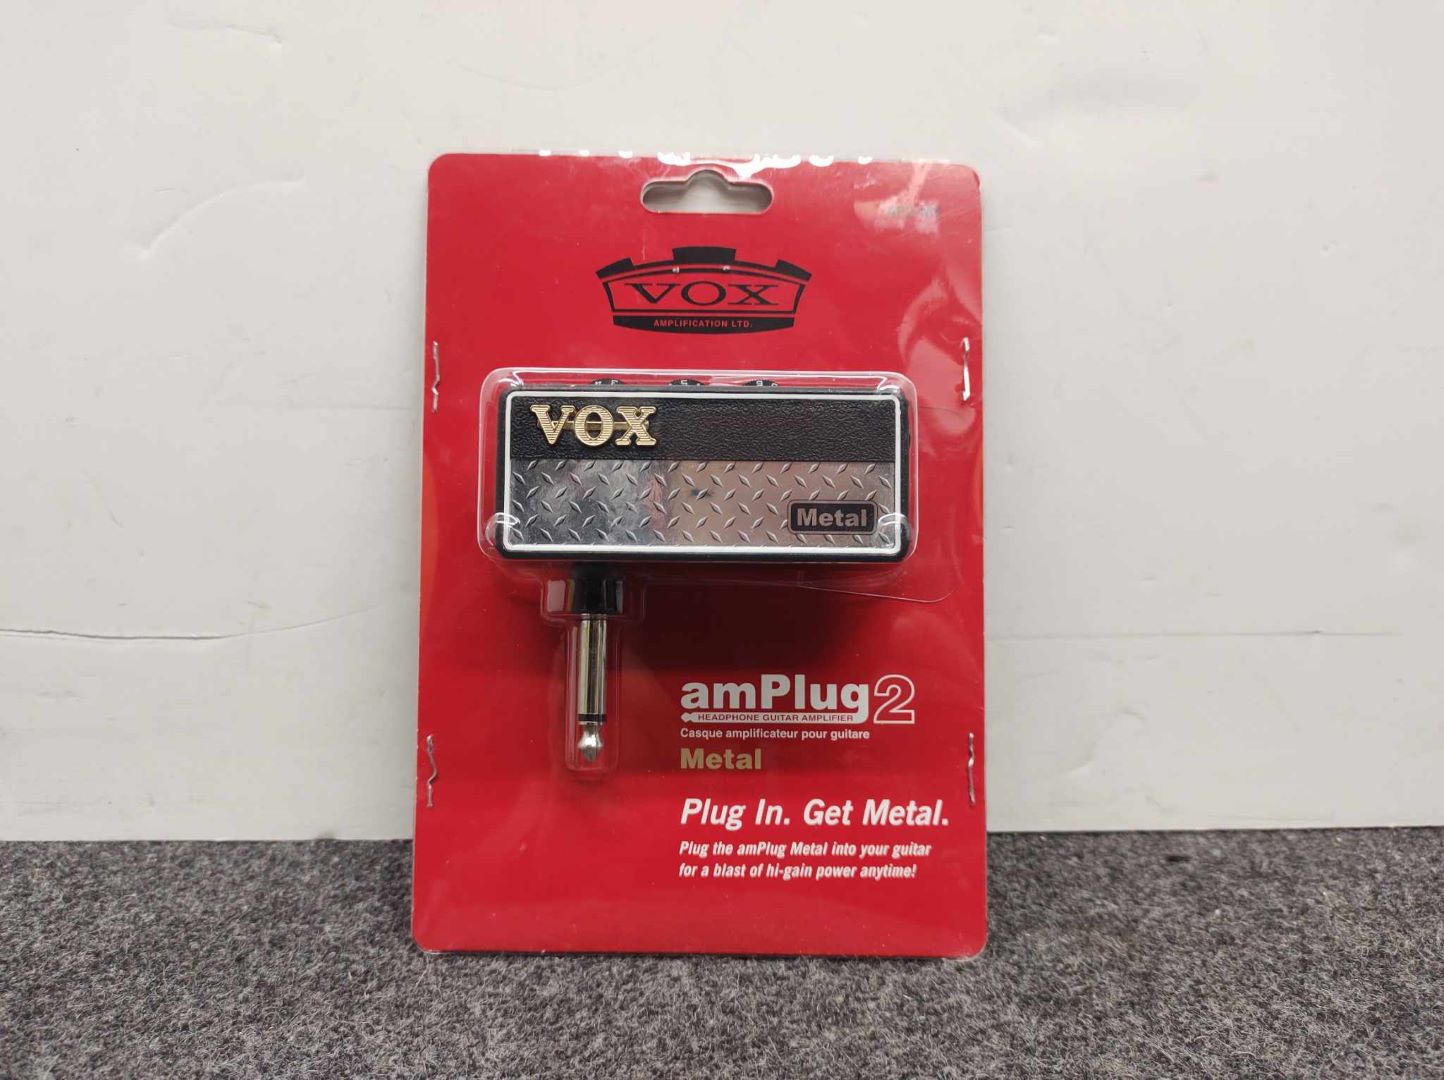 VOX
AMPLIFICATION LTD.
VOX
Metal
amPlug2
HEADPHONE GUITAR AMPLIFIER
Casque amplificateur pour guitare
Metal
Plug In. Get Metal.
Plug the amPlug Metal into your guitar
for a blast of hi-gain power anytime!